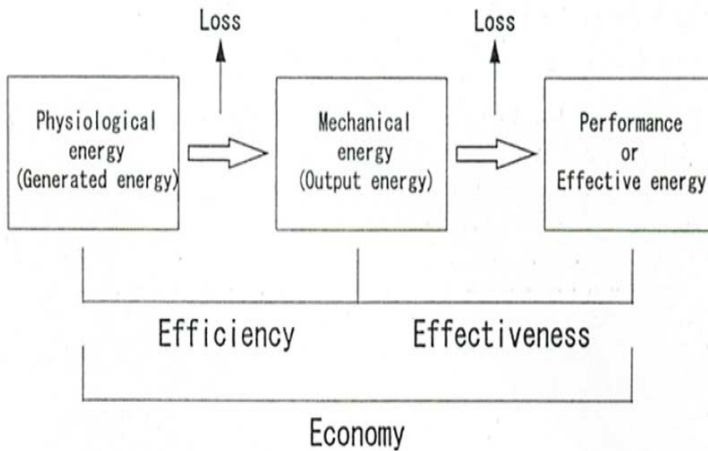 Loss
Loss
Physiological
energy
(Generated energy)
Mechanical
energy
(Output energy)
Performance
or
Effective energy
Efficiency
Effectiveness
Economy